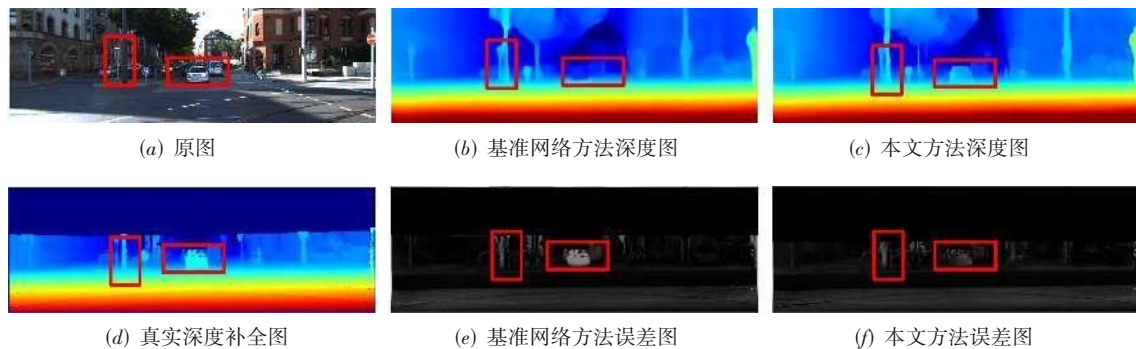 (a) 原图
(b) 基准网络方法深度图
(c) 本文方法深度图
(d) 真实深度补全图
(e) 基准网络方法误差图
(f) 本文方法误差图